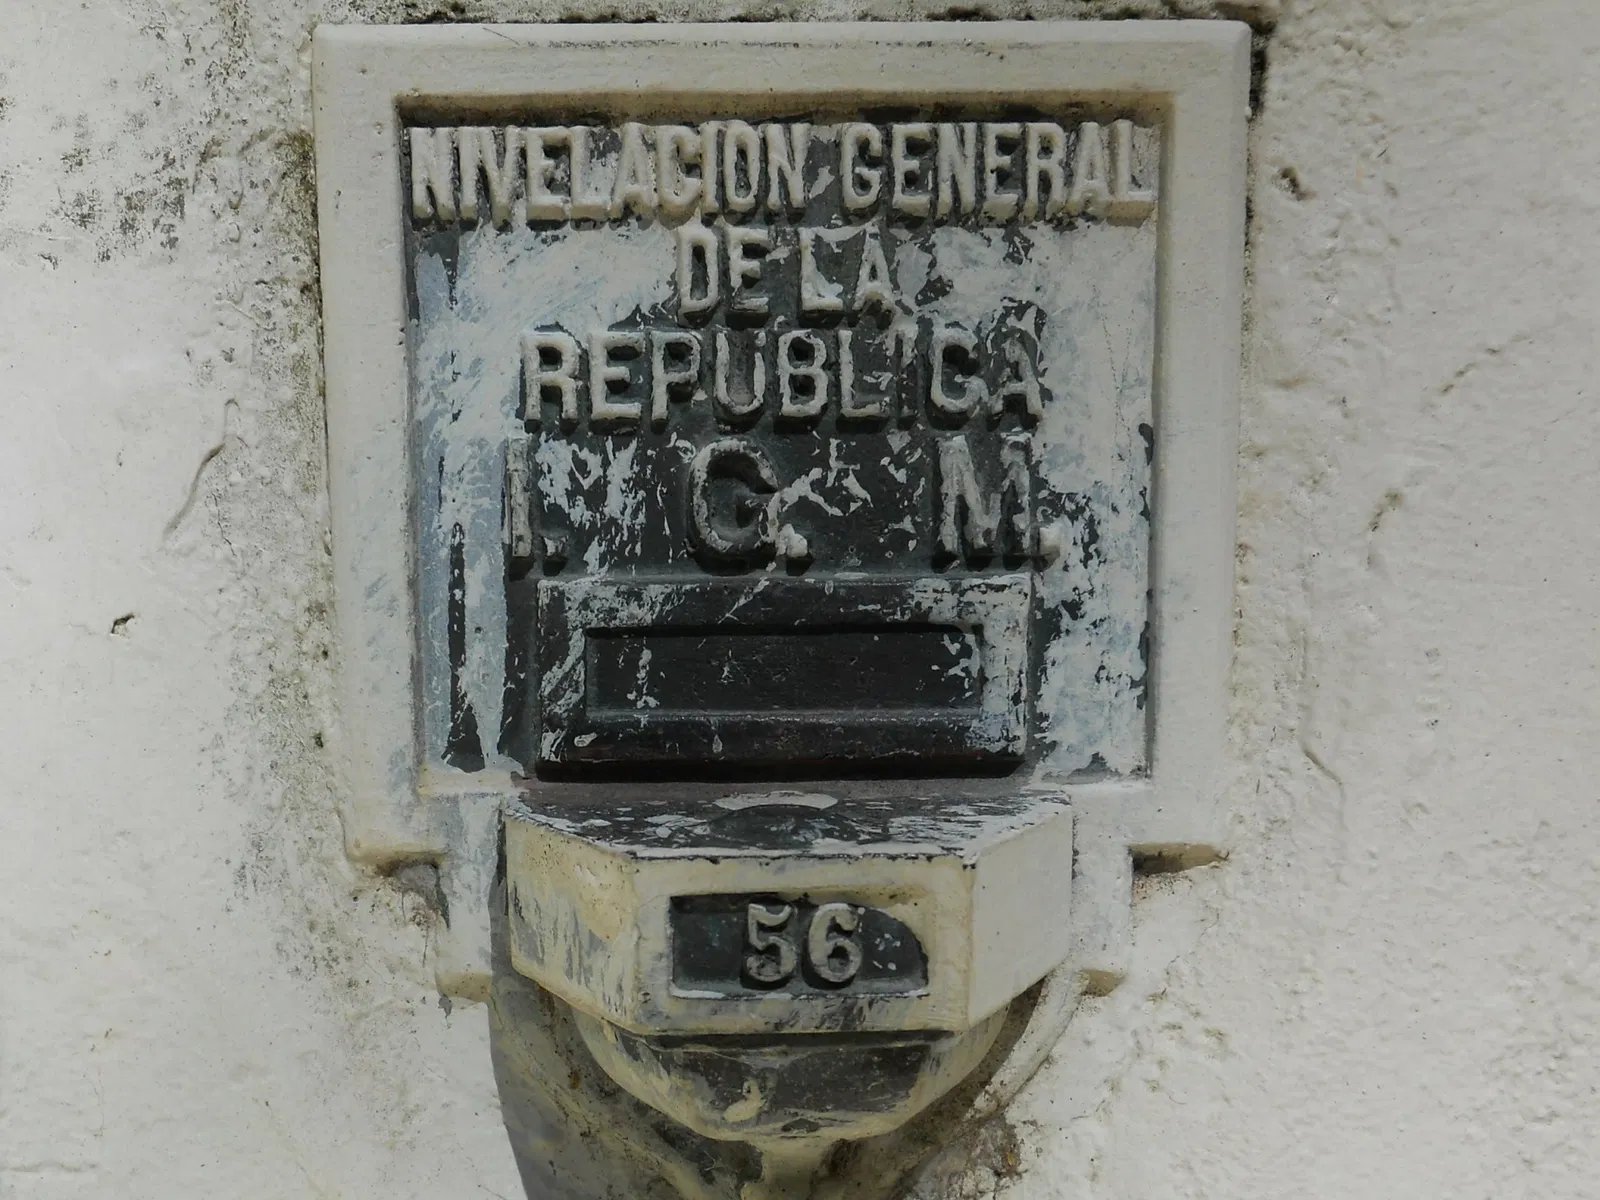 NIVELACION GENERAL
DE LA
REPUBLICA
I. G. M.
56